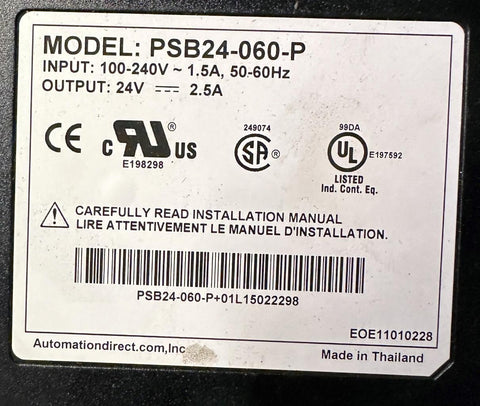 MODEL: PSB24-060-P
INPUT: 100-240V ~ 1.5A, 50-60Hz
OUTPUT: 24V ⎓ 2.5A
CE
c RU ® US
E198298
249074
SA ®
99DA
UL ® E197592
LISTED
Ind. Cont. Eq.
CAREFULLY READ INSTALLATION MANUAL
LIRE ATTENTIVEMENT LE MANUEL D'INSTALLATION.
PSB24-060-P+01L15022298
EOE11010228
Automationdirect.com,Inc
Made in Thailand